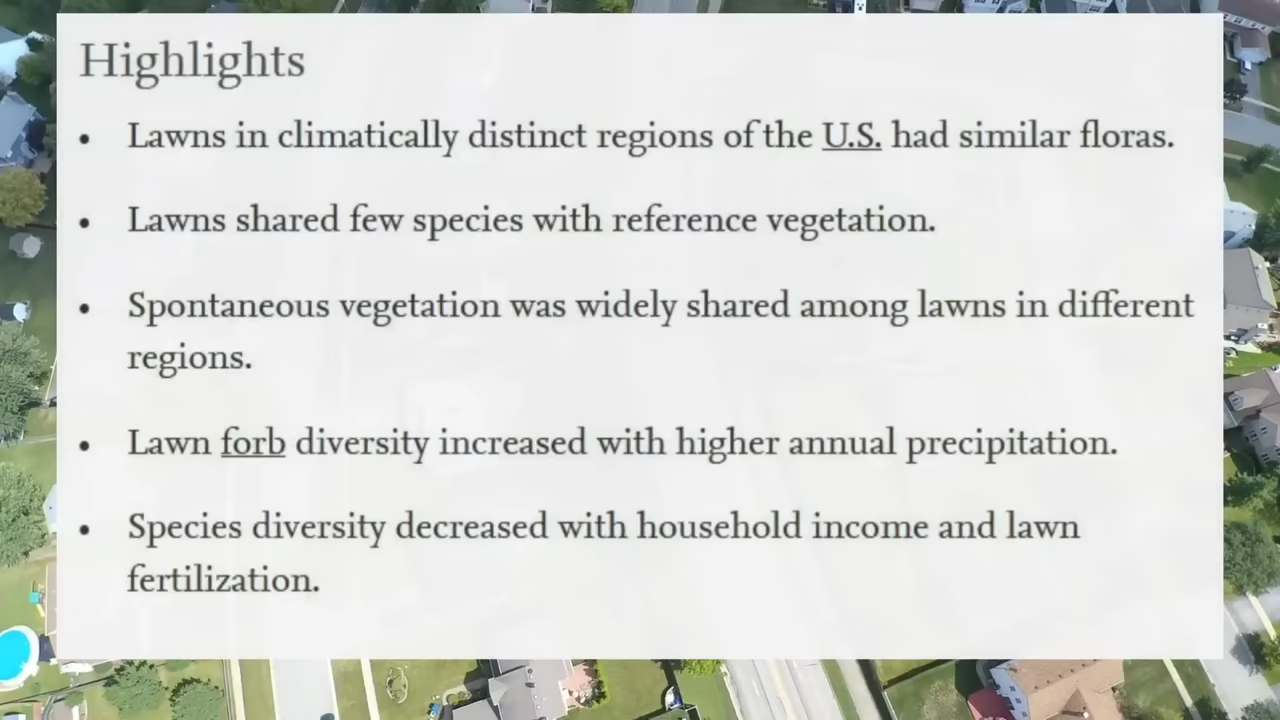 Highlights
• Lawns in climatically distinct regions of the U.S. had similar floras.
• Lawns shared few species with reference vegetation.
• Spontaneous vegetation was widely shared among lawns in different
regions.
• Lawn forb diversity increased with higher annual precipitation.
• Species diversity decreased with household income and lawn
fertilization.